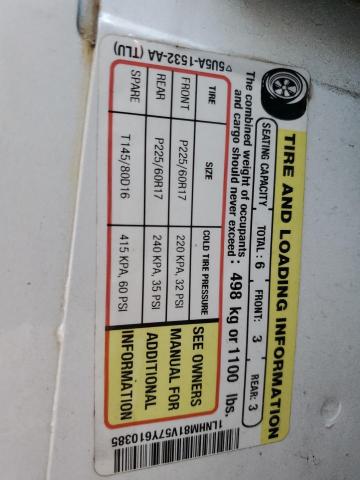 TIRE AND LOADING INFORMATION
SEATING CAPACITY TOTAL: 6 FRONT: 3 REAR: 3
The combined weight of occupants and cargo should never exceed: 498 kg or 1100 lbs.
TIRE SIZE COLD TIRE PRESSURE
FRONT P225/60R17 220 KPA, 32 PSI
REAR P225/60R17 240 KPA, 35 PSI
SPARE T145/80D16 415 KPA, 60 PSI
SEE OWNERS
MANUAL FOR
ADDITIONAL
INFORMATION
5U5A-1532-AA (TLU)
1LNHM81V57Y610385